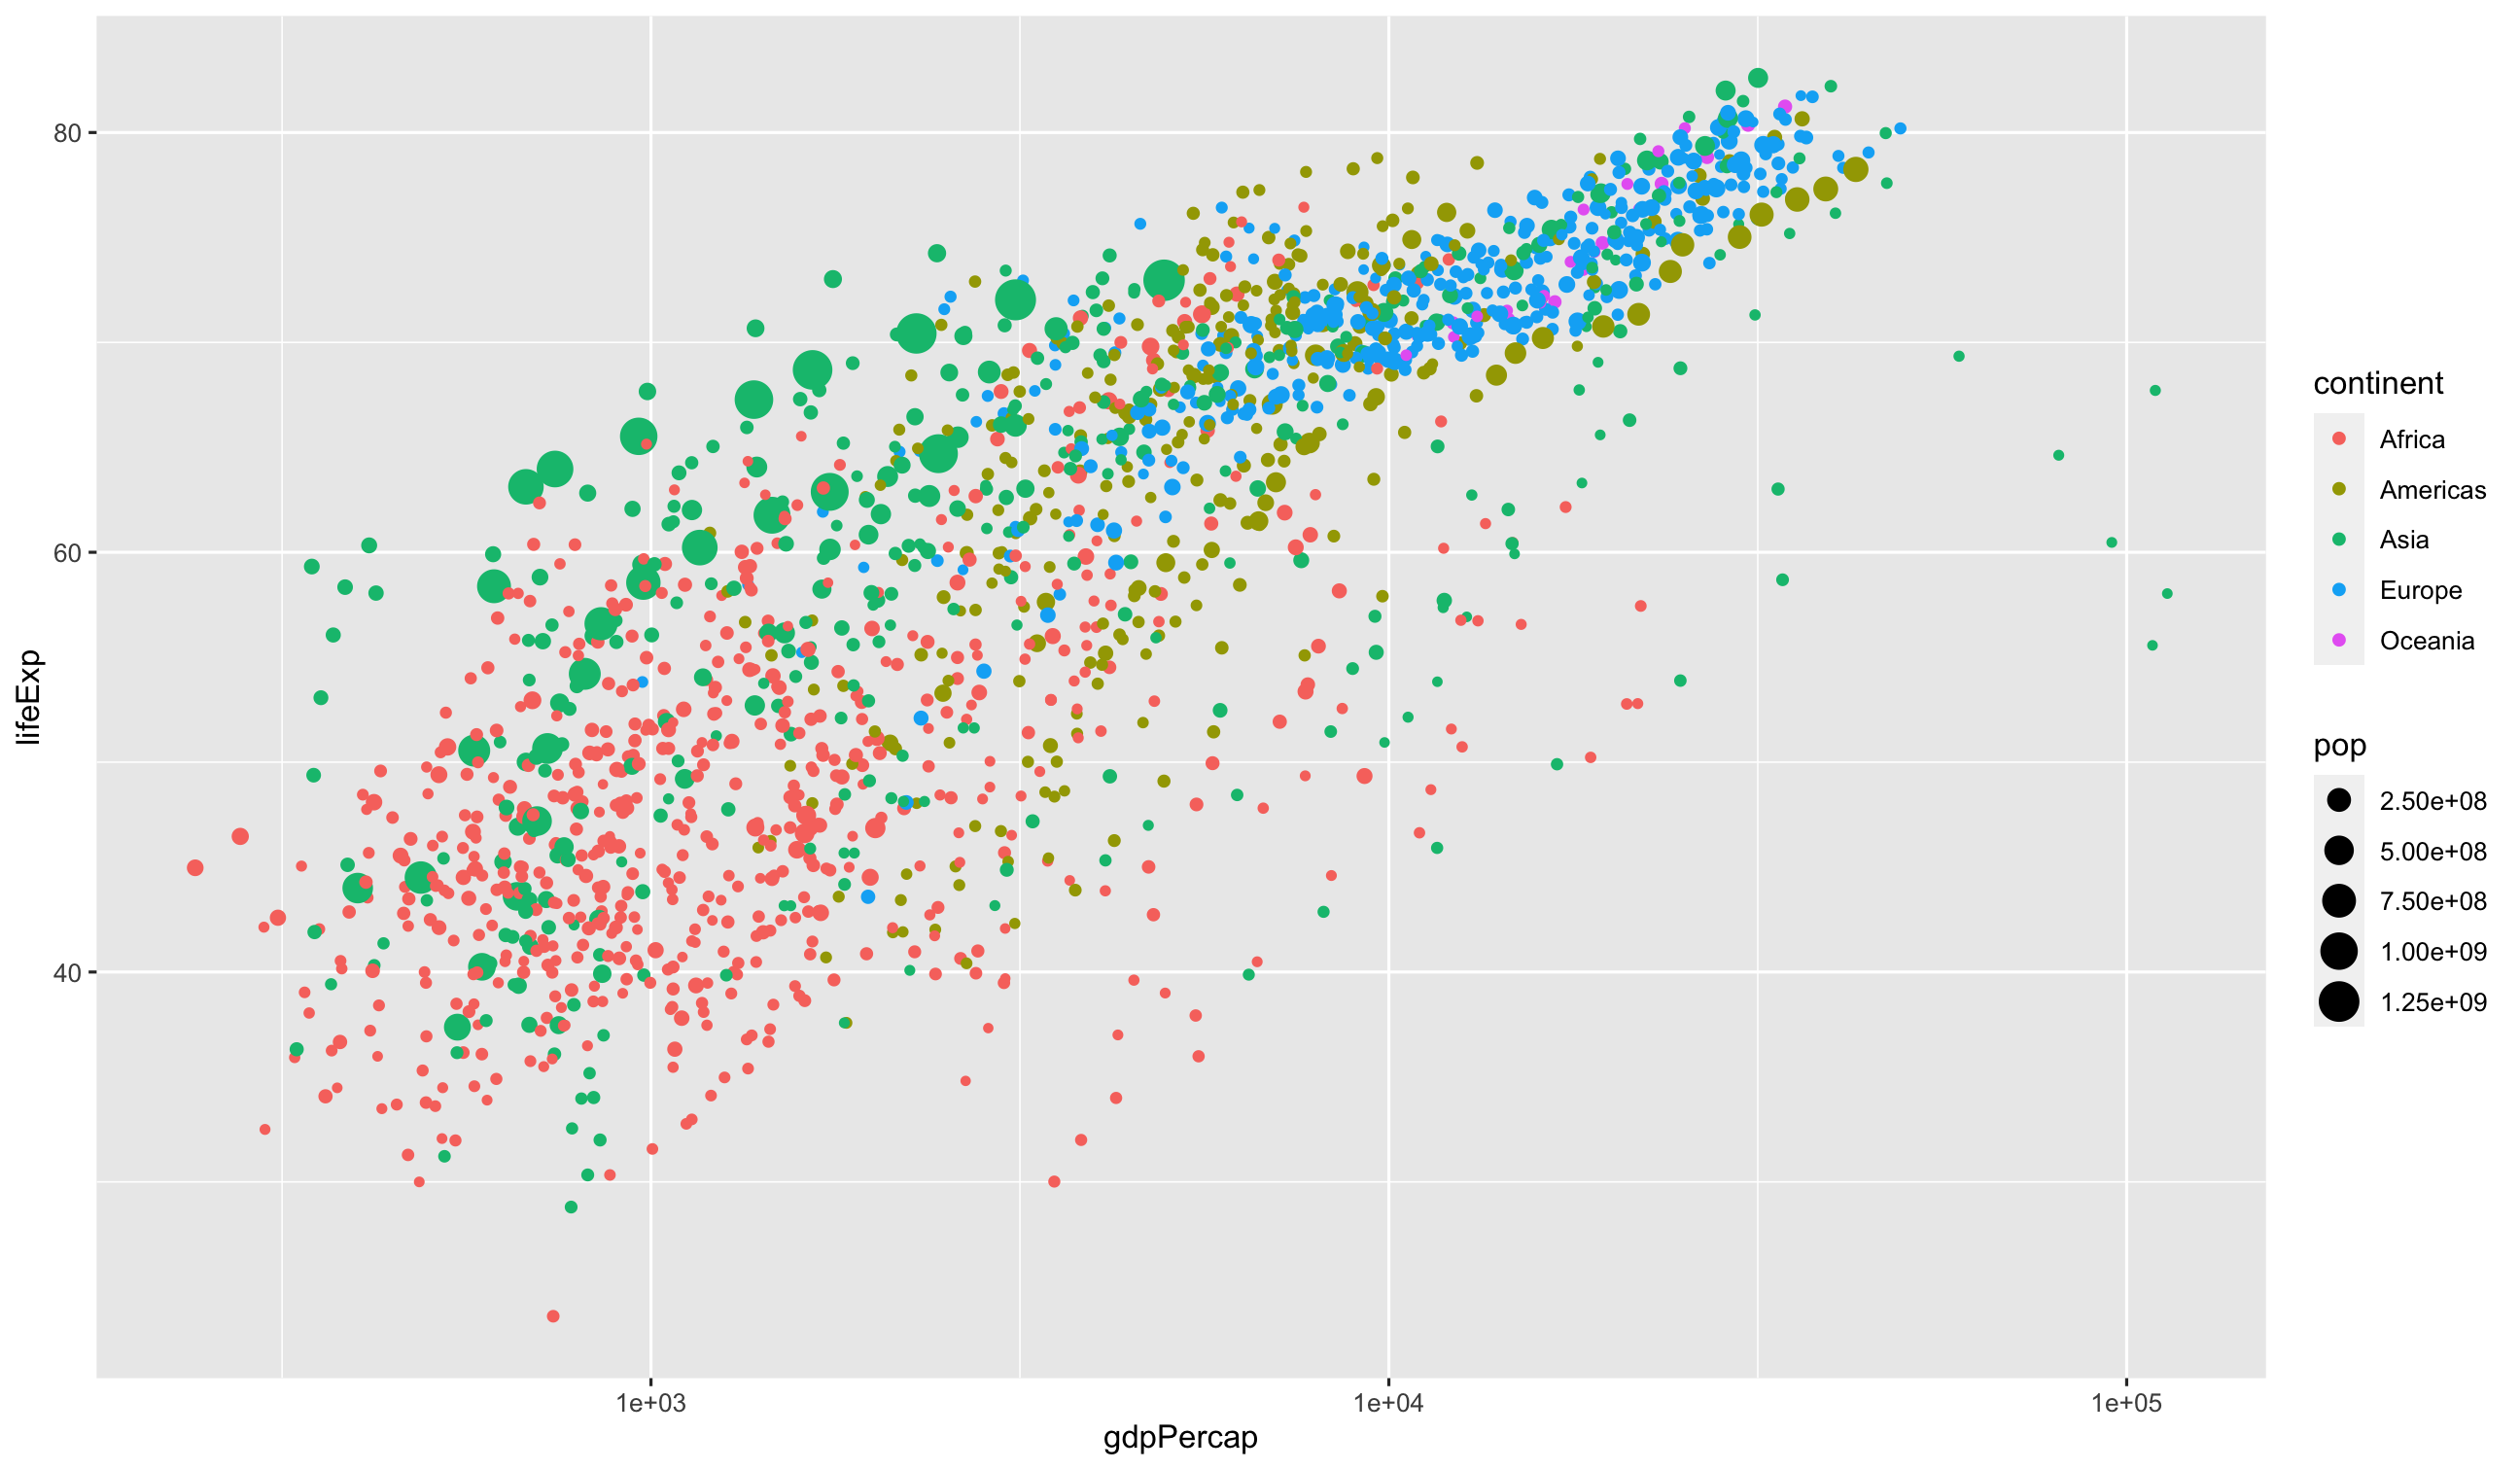 80
60
40
lifeExp
1e+03
1e+04
1e+05
gdpPercap
continent
Africa
Americas
Asia
Europe
Oceania
pop
2.50e+08
5.00e+08
7.50e+08
1.00e+09
1.25e+09